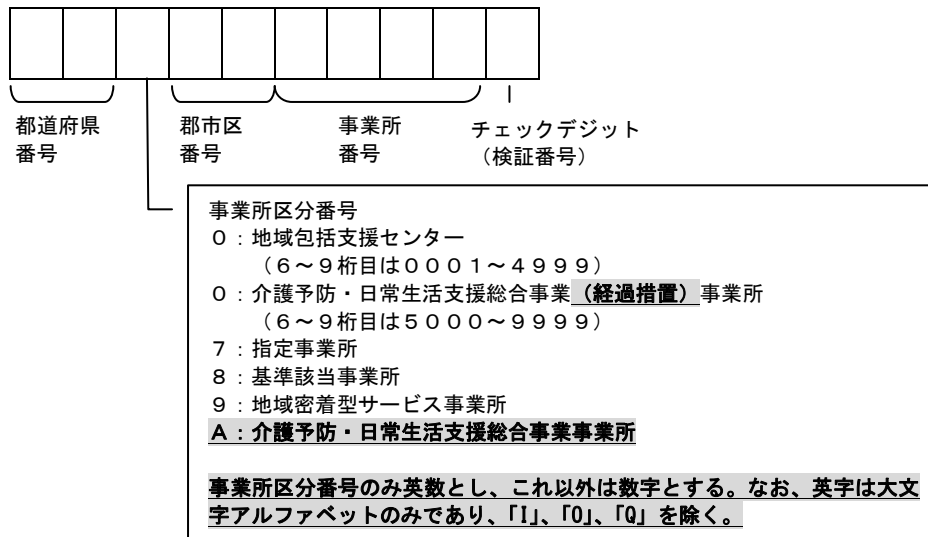 都道府県 郡市区 事業所 チェックデジット
番号 番号 番号 (検証番号)
事業所区分番号
０：地域包括支援センター
（６～９桁目は０００１～４９９９）
０：介護予防・日常生活支援総合事業（経過措置）事業所
（６～９桁目は５０００～９９９９）
７：指定事業所
８：基準該当事業所
９：地域密着型サービス事業所
Ａ：介護予防・日常生活支援総合事業事業所
事業所区分番号のみ英数とし、これ以外は数字とする。なお、英字は大文
字アルファベットのみであり、「I」、「O」、「Q」を除く。